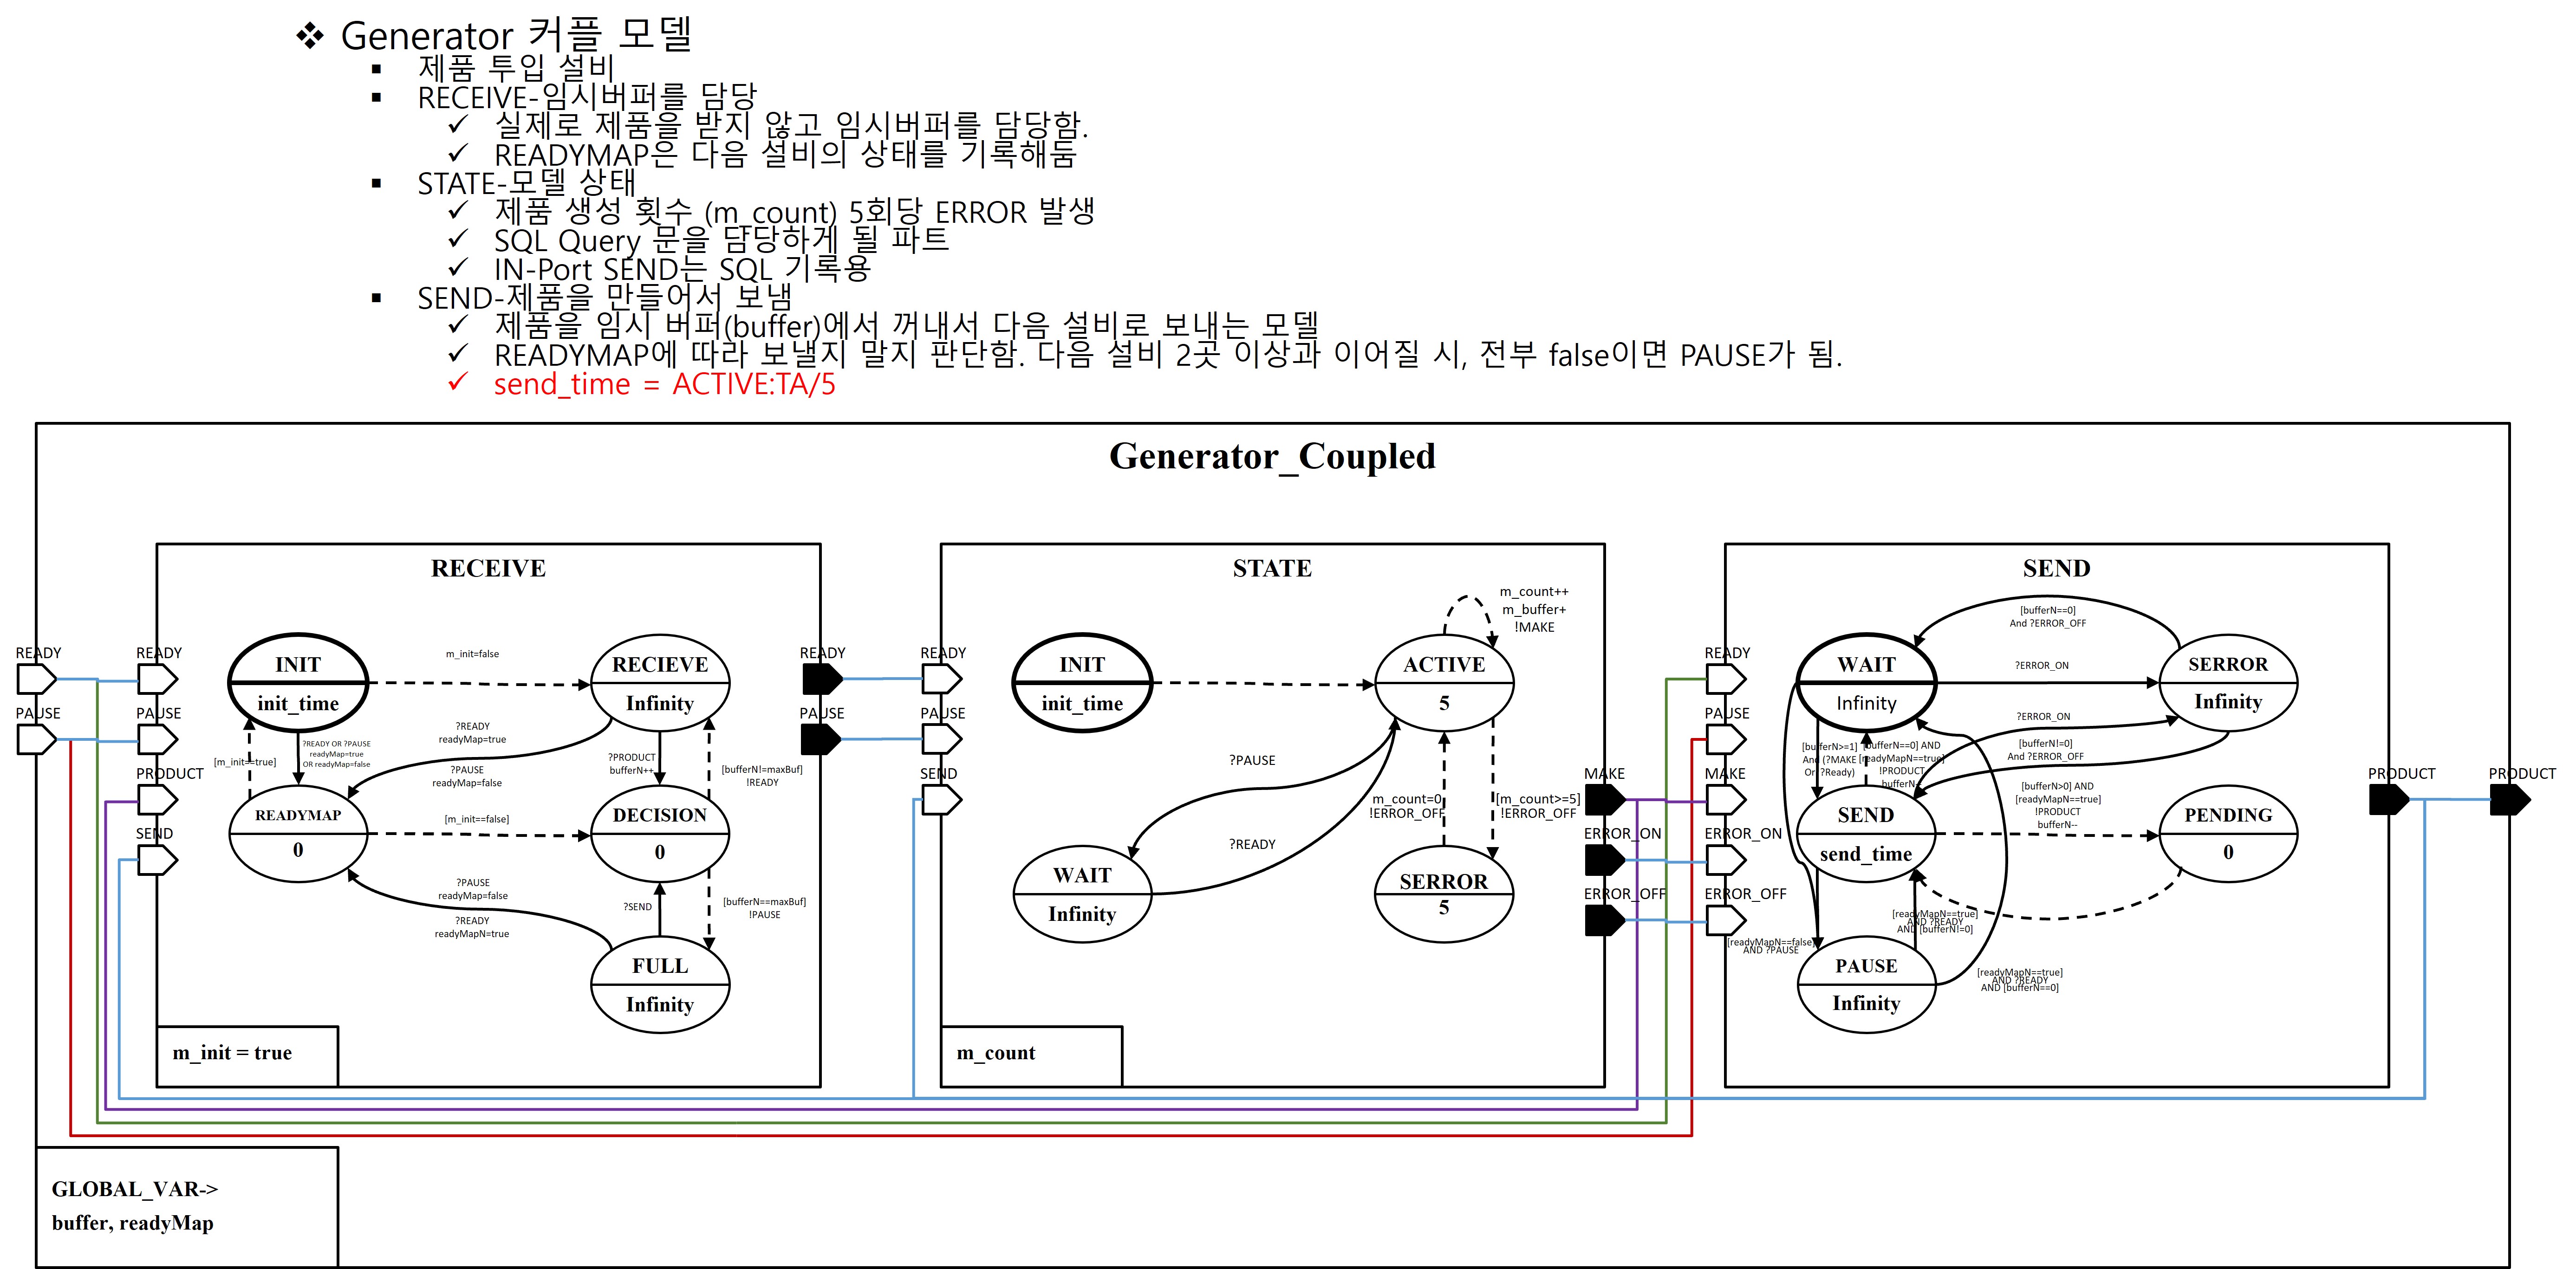 ❖ Generator 커플 모델
▪ 제품 투입 설비
▪ RECEIVE-임시버퍼를 담당
✓ 실제로 제품을 받지 않고 임시버퍼를 담당함.
✓ READYMAP은 다음 설비의 상태를 기록해둠
▪ STATE-모델 상태
✓ 제품 생성 횟수 (m_count) 5회당 ERROR 발생
✓ SQL Query 문을 담당하게 될 파트
✓ IN-Port SEND는 SQL 기록용
▪ SEND-제품을 만들어서 보냄
✓ 제품을 임시 버퍼(buffer)에서 꺼내서 다음 설비로 보내는 모델
✓ READYMAP에 따라 보낼지 말지 판단함. 다음 설비 2곳 이상과 이어질 시, 전부 false이면 PAUSE가 됨.
✓ send_time = ACTIVE:TA/5
Generator_Coupled
READY
PAUSE
RECEIVE
READY
PAUSE
PRODUCT
SEND
INIT
init_time
m_init=false
RECIEVE
Infinity
?READY OR ?PAUSE
readyMap=true
OR readyMap=false
[m_init==true]
?READY
readyMap=true
?PAUSE
readyMap=false
?PRODUCT
bufferN++
[bufferN!=maxBuf]
!READY
READYMAP
0
[m_init==false]
DECISION
0
?PAUSE
readyMap=false
?READY
readyMapN=true
?SEND
[bufferN==maxBuf]
!PAUSE
FULL
Infinity
m_init = true
READY
PAUSE
STATE
READY
PAUSE
SEND
INIT
init_time
m_count++
m_buffer+
!MAKE
ACTIVE
5
?PAUSE
?READY
m_count=0
!ERROR_OFF
[m_count>=5]
!ERROR_OFF
WAIT
Infinity
SERROR
5
m_count
MAKE
ERROR_ON
ERROR_OFF
SEND
READY
PAUSE
MAKE
ERROR_ON
ERROR_OFF
[bufferN==0]
And ?ERROR_OFF
WAIT
Infinity
?ERROR_ON
SERROR
Infinity
?ERROR_ON
[bufferN!=0]
And ?ERROR_OFF
[bufferN>=1]
And (?MAKE
Or ?Ready)
[bufferN==0] AND
[readyMapN==true]
!PRODUCT
bufferN-
SEND
send_time
[bufferN>0] AND
[readyMapN==true]
!PRODUCT
bufferN--
PENDING
0
[readyMapN==true]
AND ?READY
AND [bufferN!=0]
[readyMapN==false]
AND ?PAUSE
PAUSE
Infinity
[readyMapN==true]
AND ?READY
AND [bufferN==0]
PRODUCT
PRODUCT
GLOBAL_VAR->
buffer, readyMap